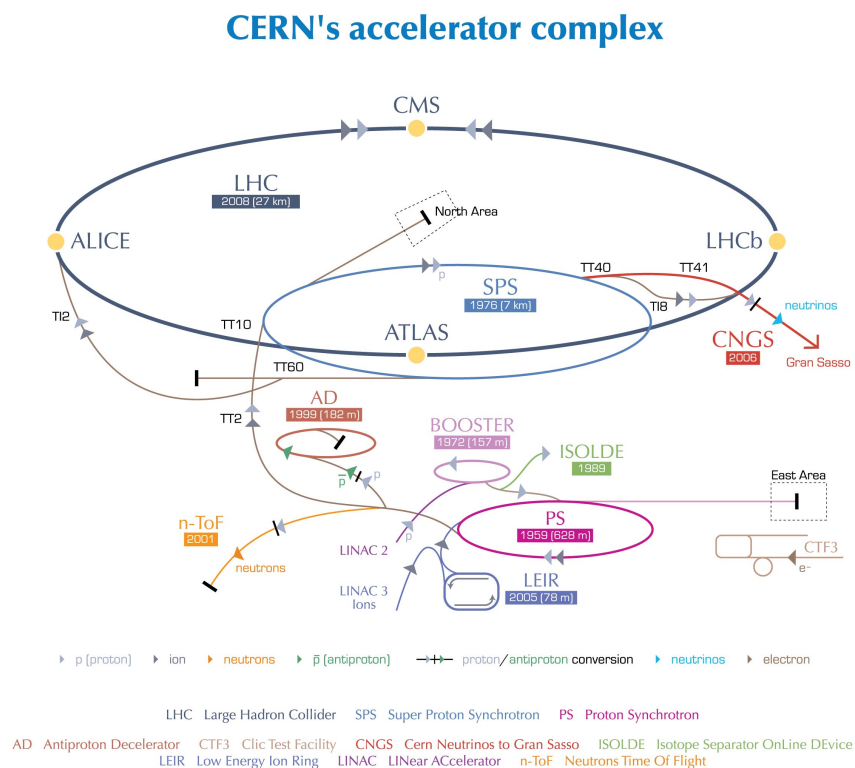 CERN's accelerator complex
CMS
LHC
2008 (27 km)
North Area
ALICE
LHCb
TT40
TT41
SPS
1976 (7 km)
p
TI8
TI2
TT10
neutrinos
ATLAS
CNGS
2006
Gran Sasso
TT60
AD
1999 (182 m)
TT2
BOOSTER
1972 (157 m)
ISOLDE
1989
p̅
p
East Area
n-ToF
2001
PS
1959 (628 m)
p
LINAC 2
CTF3
neutrons
e-
LEIR
2005 (78 m)
LINAC 3
Ions
p (proton) ion neutrons p̅ (antiproton) proton/antiproton conversion neutrinos electron
LHC Large Hadron Collider SPS Super Proton Synchrotron PS Proton Synchrotron
AD Antiproton Decelerator CTF3 Clic Test Facility CNGS Cern Neutrinos to Gran Sasso ISOLDE Isotope Separator OnLine DEvice
LEIR Low Energy Ion Ring LINAC LINear ACcelerator n-ToF Neutrons Time Of Flight